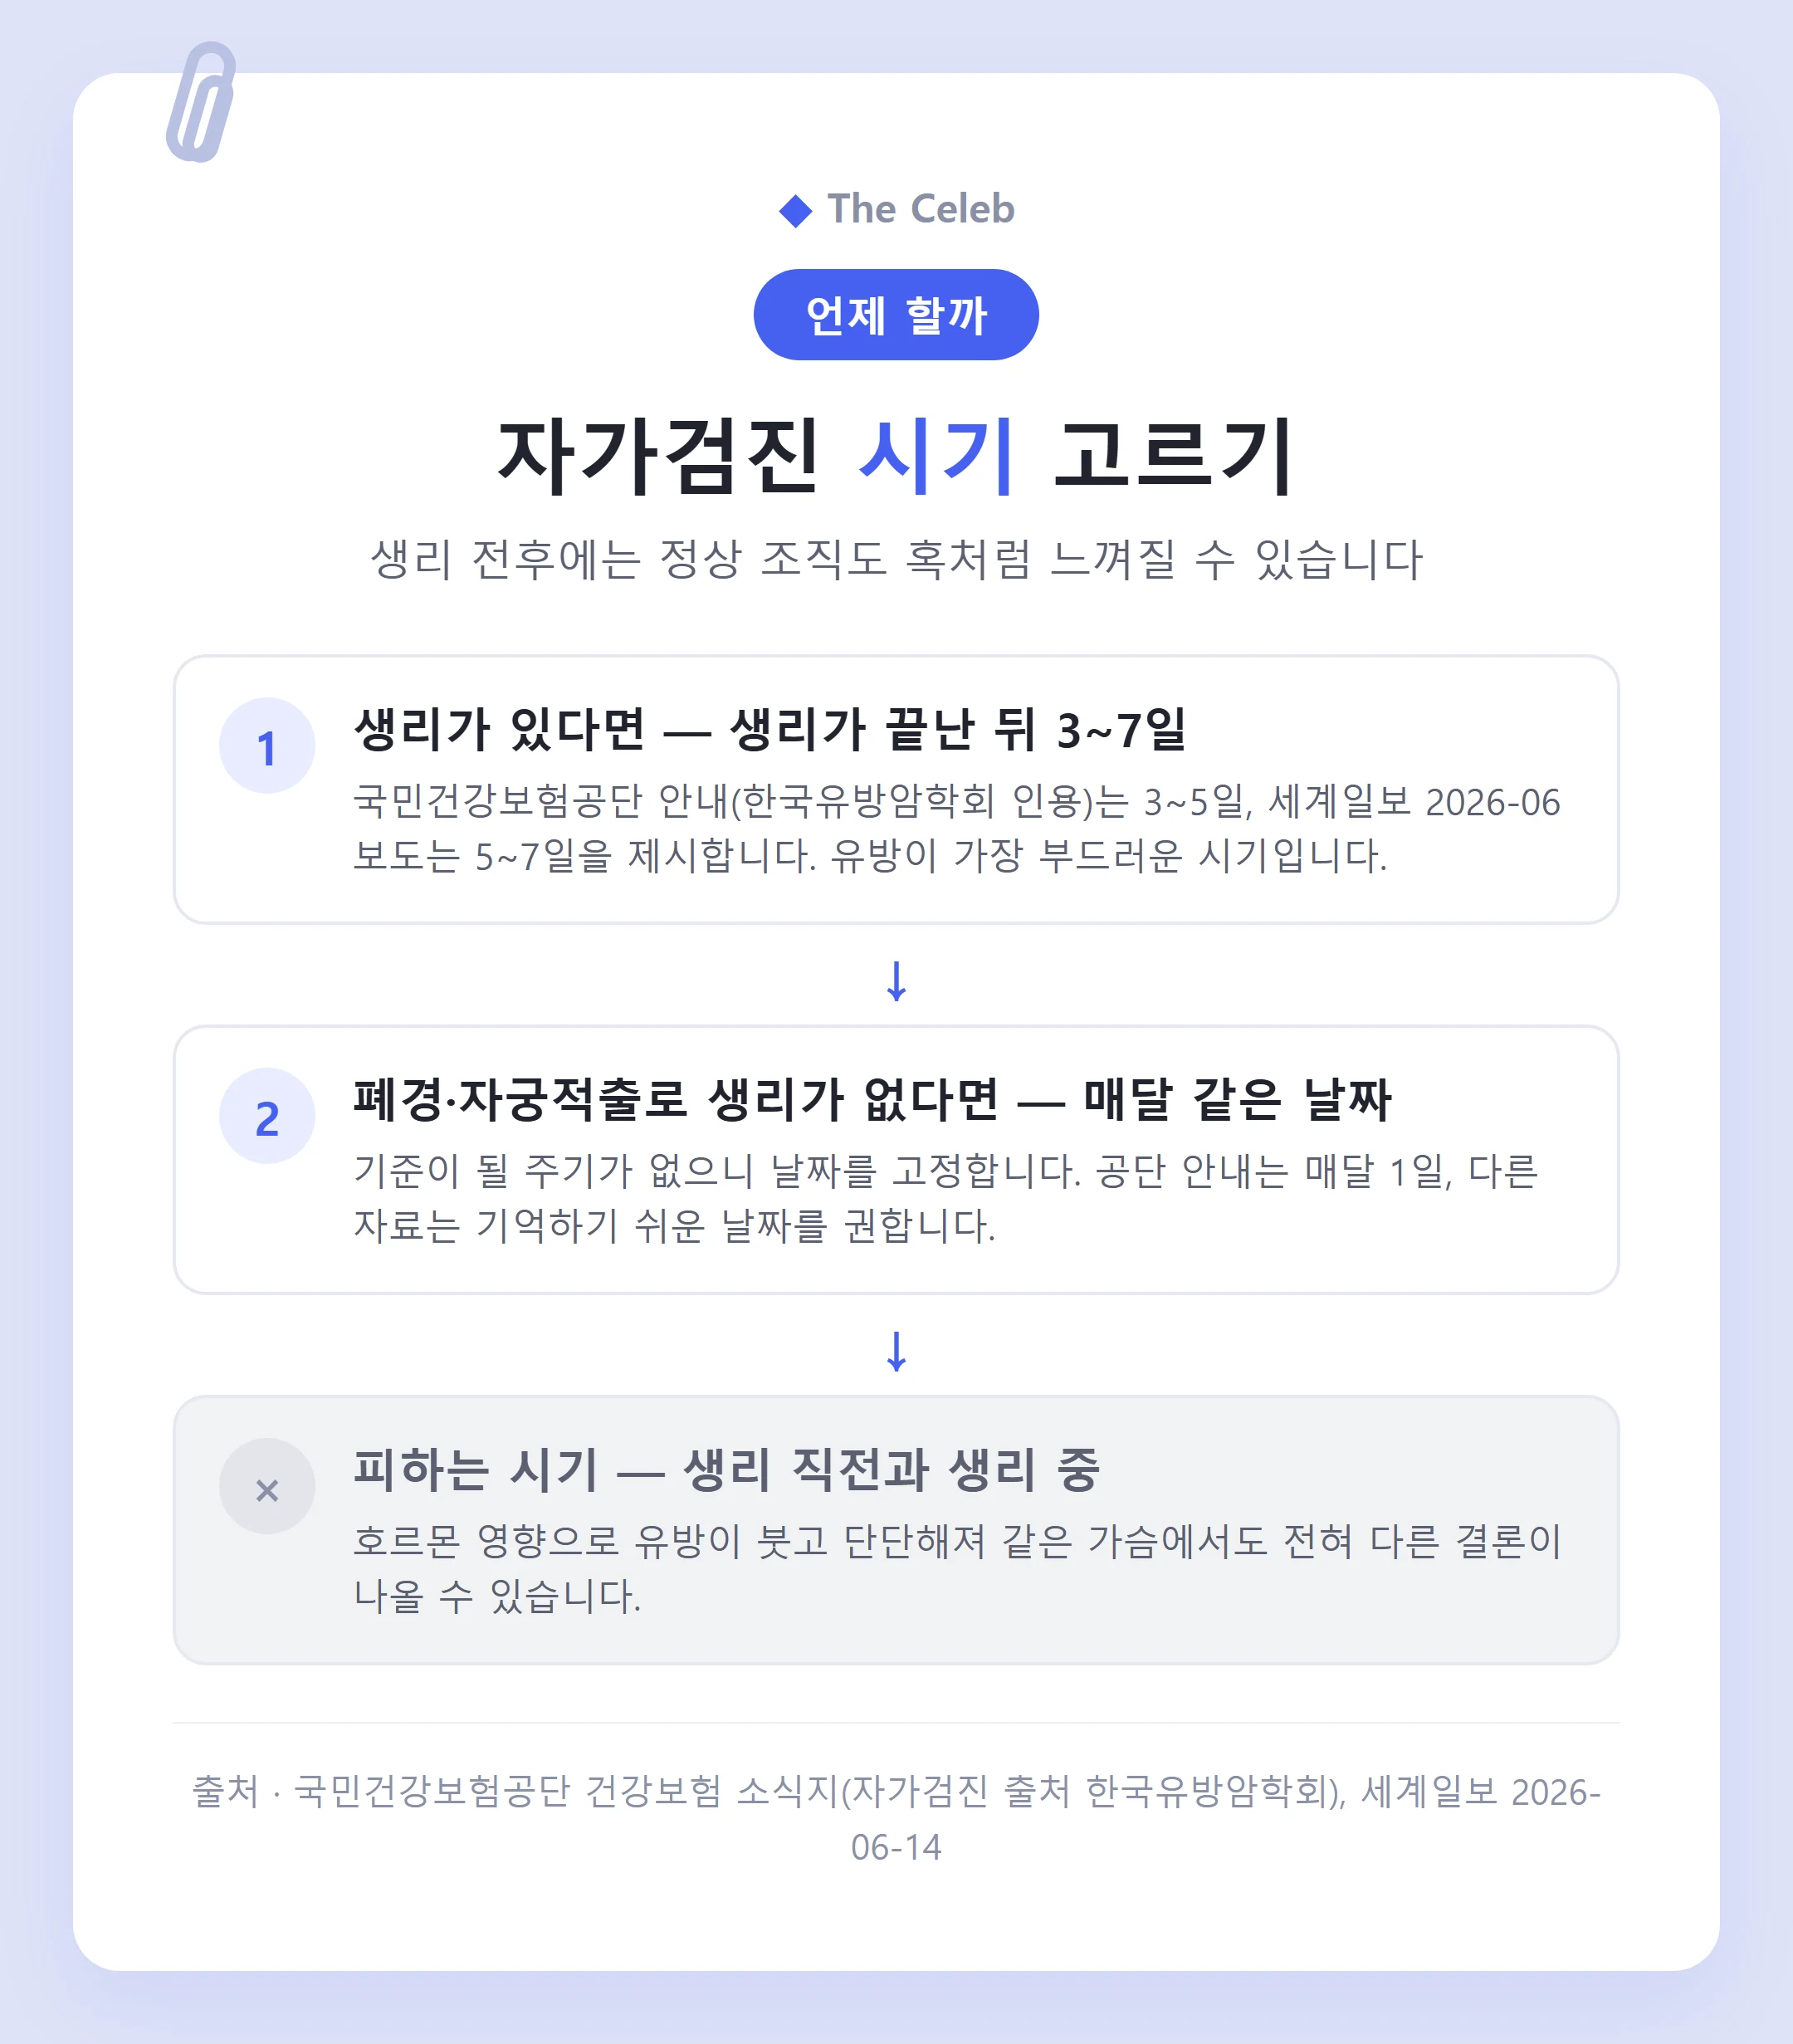 ◆ The Celeb
언제 할까
자가검진 시기 고르기
생리 전후에는 정상 조직도 혹처럼 느껴질 수 있습니다
1
생리가 있다면 — 생리가 끝난 뒤 3~7일
국민건강보험공단 안내(한국유방암학회 인용)는 3~5일, 세계일보 2026-06
보도는 5~7일을 제시합니다. 유방이 가장 부드러운 시기입니다.
↓
2
폐경·자궁적출로 생리가 없다면 — 매달 같은 날짜
기준이 될 주기가 없으니 날짜를 고정합니다. 공단 안내는 매달 1일, 다른
자료는 기억하기 쉬운 날짜를 권합니다.
↓
×
피하는 시기 — 생리 직전과 생리 중
호르몬 영향으로 유방이 붓고 단단해져 같은 가슴에서도 전혀 다른 결론이
나올 수 있습니다.
출처 · 국민건강보험공단 건강보험 소식지(자가검진 출처 한국유방암학회), 세계일보 2026-
06-14